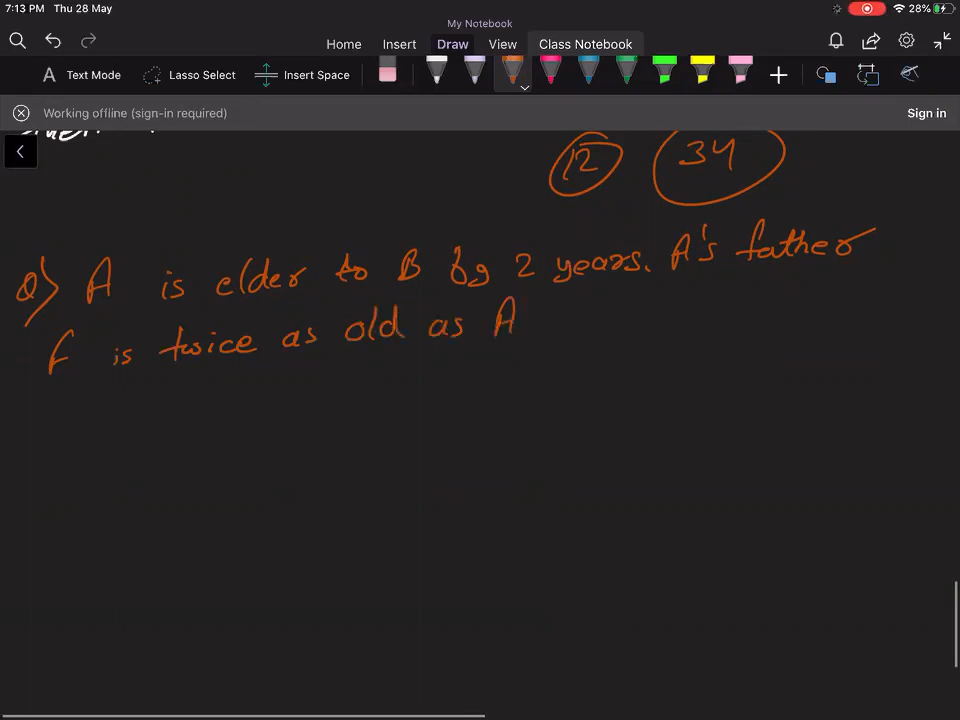 7:13 PM Thu 28 May 28%
My Notebook
Home Insert Draw View Class Notebook
Text Mode Lasso Select Insert Space
Working offline (sign-in required) Sign in
12 34
Q) A is elder to B by 2 years. A's father
F is twice as old as A